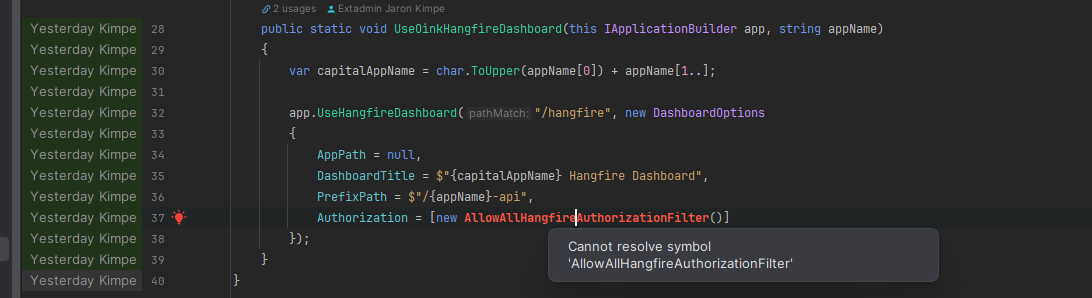 2 usages Extadmin Jaron Kimpe
Yesterday Kimpe 28 public static void UseOinkHangfireDashboard(this IApplicationBuilder app, string appName)
Yesterday Kimpe 29 {
Yesterday Kimpe 30 var capitalAppName = char.ToUpper(appName[0]) + appName[1..];
Yesterday Kimpe 31
Yesterday Kimpe 32 app.UseHangfireDashboard( pathMatch: "/hangfire", new DashboardOptions
Yesterday Kimpe 33 {
Yesterday Kimpe 34 AppPath = null,
Yesterday Kimpe 35 DashboardTitle = $"{capitalAppName} Hangfire Dashboard",
Yesterday Kimpe 36 PrefixPath = $"/{appName}-api",
Yesterday Kimpe 37 Authorization = [new AllowAllHangfireAuthorizationFilter()]
Yesterday Kimpe 38 });
Yesterday Kimpe 39 }
Yesterday Kimpe 40 }
Cannot resolve symbol
'AllowAllHangfireAuthorizationFilter'